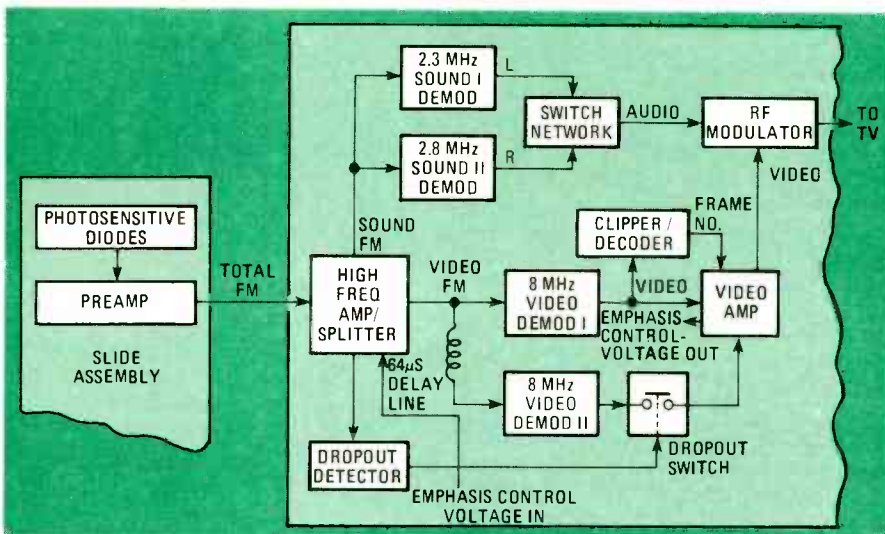 2.3 MHz
SOUND I
DEMOD
L
2.8 MHz
SOUND II
DEMOD
R
SWITCH
NETWORK
AUDIO
RF
MODULATOR
TO
TV
VIDEO
PHOTOSENSITIVE
DIODES
PREAMP
SLIDE
ASSEMBLY
TOTAL
FM
SOUND
FM
HIGH
FREQ
AMP/
SPLITTER
VIDEO
FM
CLIPPER/
DECODER
FRAME
NO.
8 MHz
VIDEO
DEMOD I
VIDEO
EMPHASIS
CONTROL-
VOLTAGE OUT
VIDEO
AMP
64μS
DELAY
LINE
8 MHz
VIDEO
DEMOD II
DROPOUT
SWITCH
DROPOUT
DETECTOR
EMPHASIS CONTROL
VOLTAGE IN